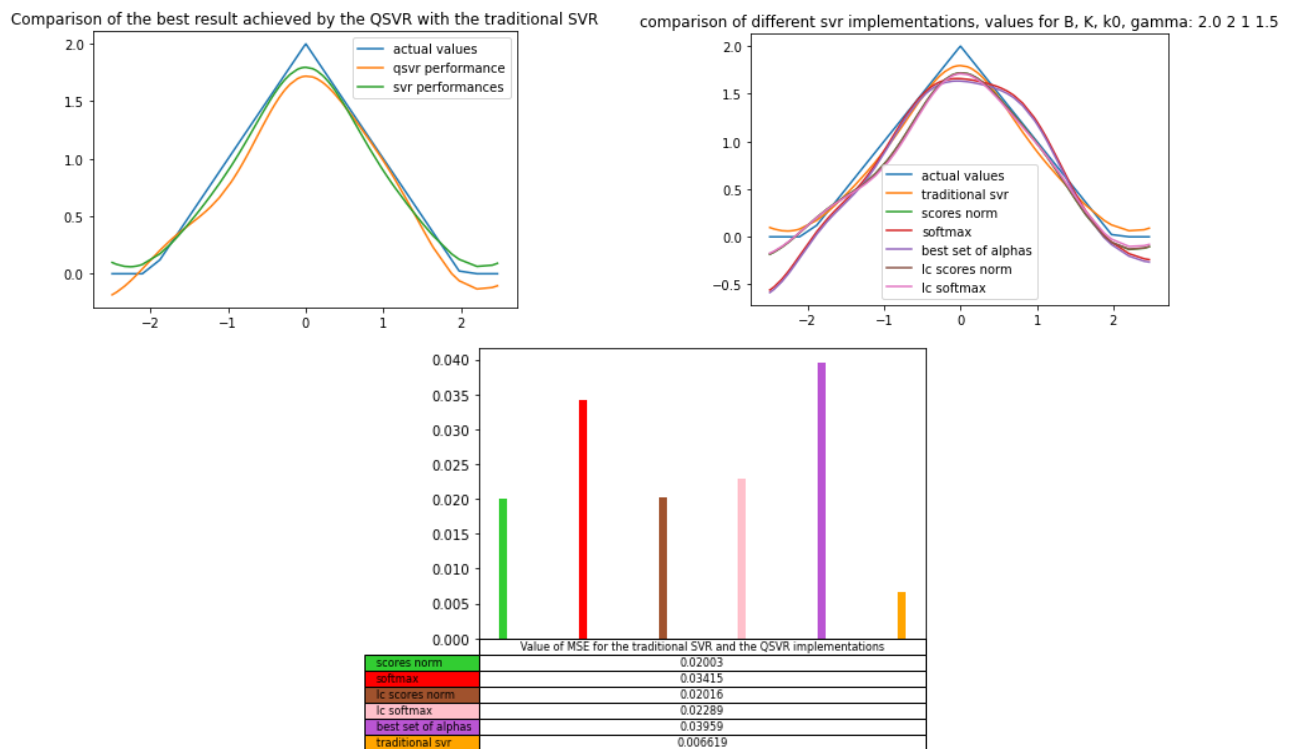 Comparison of the best result achieved by the QSVR with the traditional SVR
2.0
1.5
1.0
0.5
0.0
−2
−1
0
1
2
actual values
qsvr performance
svr performances
comparison of different svr implementations, values for B, K, k0, gamma: 2.0 2 1 1.5
2.0
1.5
1.0
0.5
0.0
−0.5
−2
−1
0
1
2
actual values
traditional svr
scores norm
softmax
best set of alphas
lc scores norm
lc softmax
0.040
0.035
0.030
0.025
0.020
0.015
0.010
0.005
0.000
Value of MSE for the traditional SVR and the QSVR implementations
scores norm 0.02003
softmax 0.03415
lc scores norm 0.02016
lc softmax 0.02289
best set of alphas 0.03959
traditional svr 0.006619